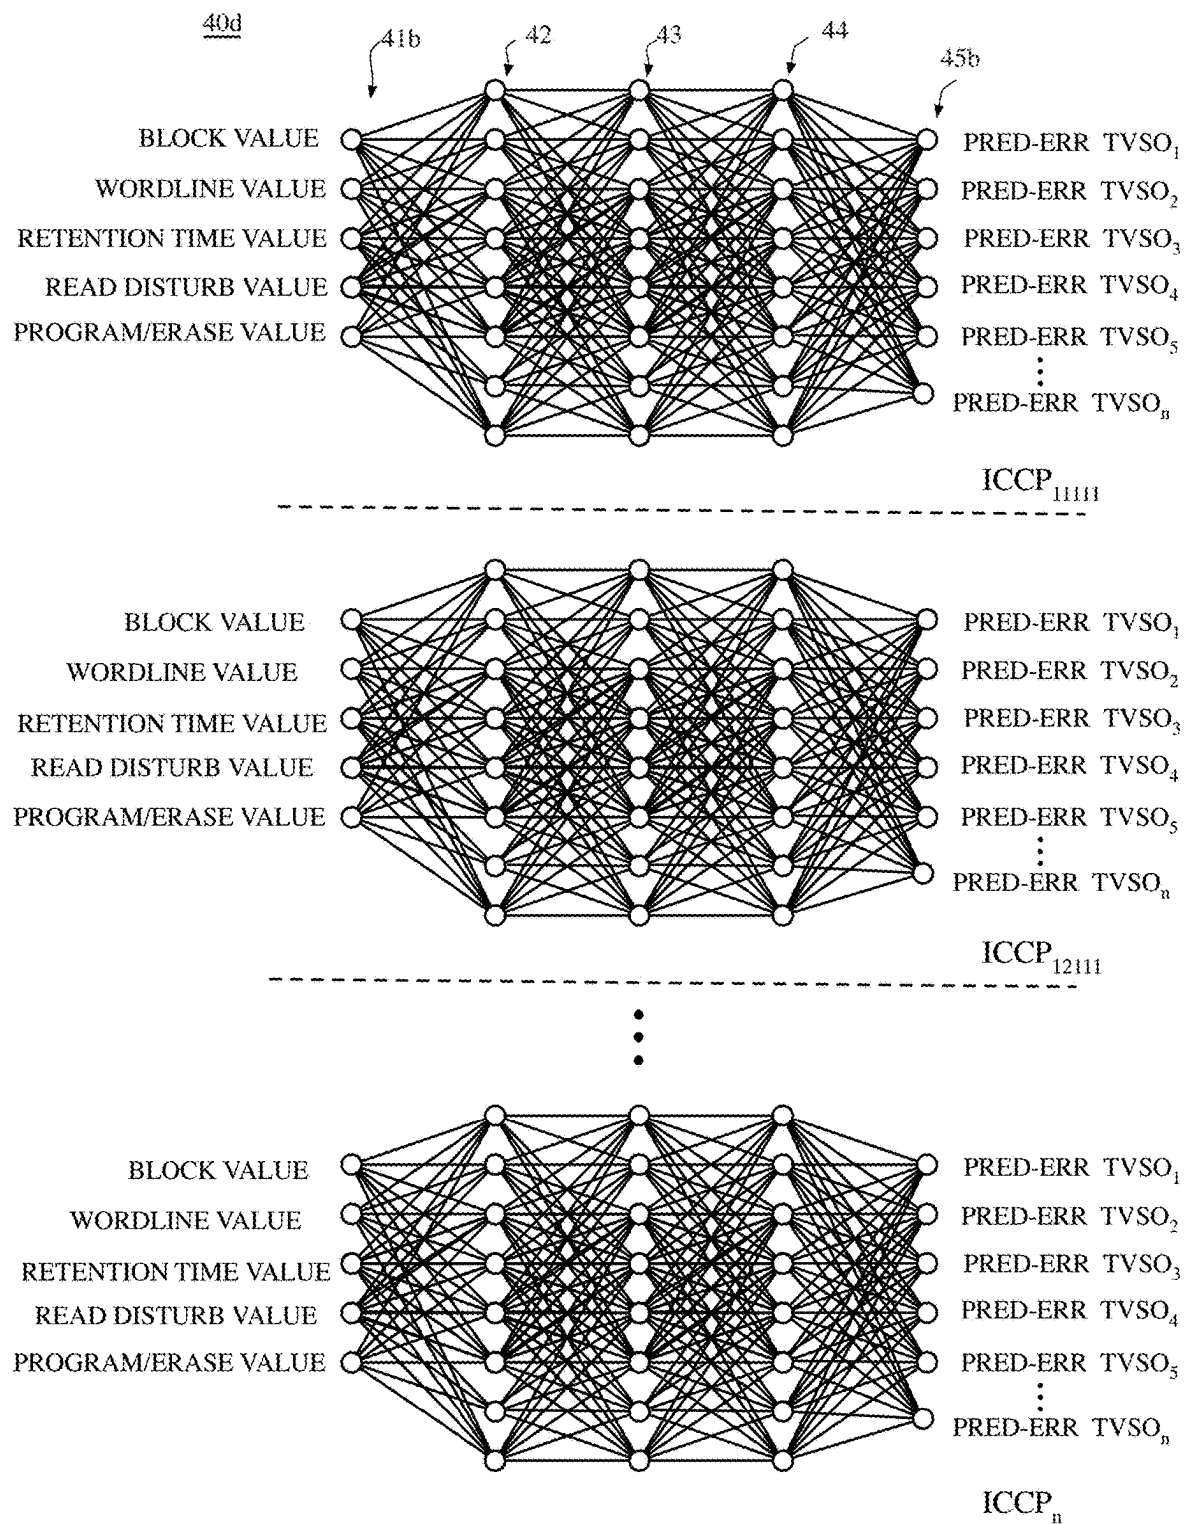 40d
41b 42 43 44 45b
BLOCK VALUE PRED-ERR TVSO1
WORDLINE VALUE PRED-ERR TVSO2
RETENTION TIME VALUE PRED-ERR TVSO3
READ DISTURB VALUE PRED-ERR TVSO4
PROGRAM/ERASE VALUE PRED-ERR TVSO5
PRED-ERR TVSOn
ICCP11111
BLOCK VALUE PRED-ERR TVSO1
WORDLINE VALUE PRED-ERR TVSO2
RETENTION TIME VALUE PRED-ERR TVSO3
READ DISTURB VALUE PRED-ERR TVSO4
PROGRAM/ERASE VALUE PRED-ERR TVSO5
PRED-ERR TVSOn
ICCP12111
BLOCK VALUE PRED-ERR TVSO1
WORDLINE VALUE PRED-ERR TVSO2
RETENTION TIME VALUE PRED-ERR TVSO3
READ DISTURB VALUE PRED-ERR TVSO4
PROGRAM/ERASE VALUE PRED-ERR TVSO5
PRED-ERR TVSOn
ICCPn